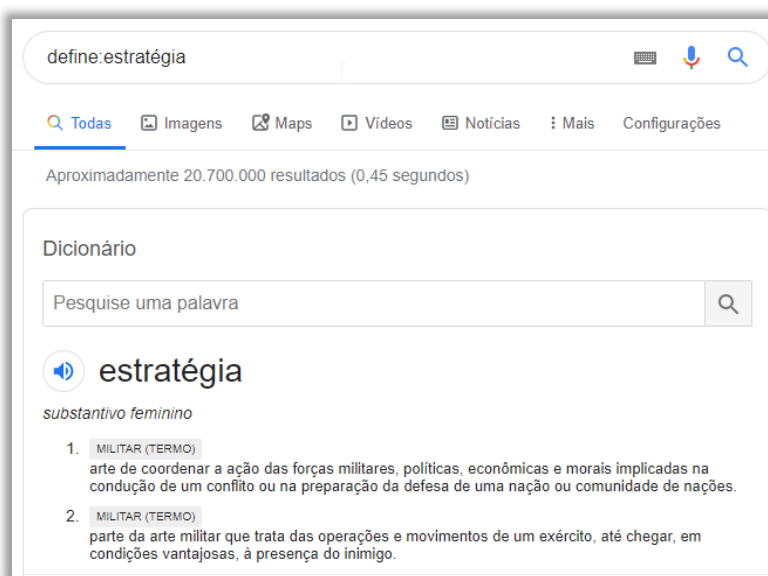 define:estratégia
Todas Imagens Maps Vídeos Notícias Mais Configurações
Aproximadamente 20.700.000 resultados (0,45 segundos)
Dicionário
Pesquise uma palavra
estratégia
substantivo feminino
1. MILITAR (TERMO)
arte de coordenar a ação das forças militares, políticas, econômicas e morais implicadas na
condução de um conflito ou na preparação da defesa de uma nação ou comunidade de nações.
2. MILITAR (TERMO)
parte da arte militar que trata das operações e movimentos de um exército, até chegar, em
condições vantajosas, à presença do inimigo.